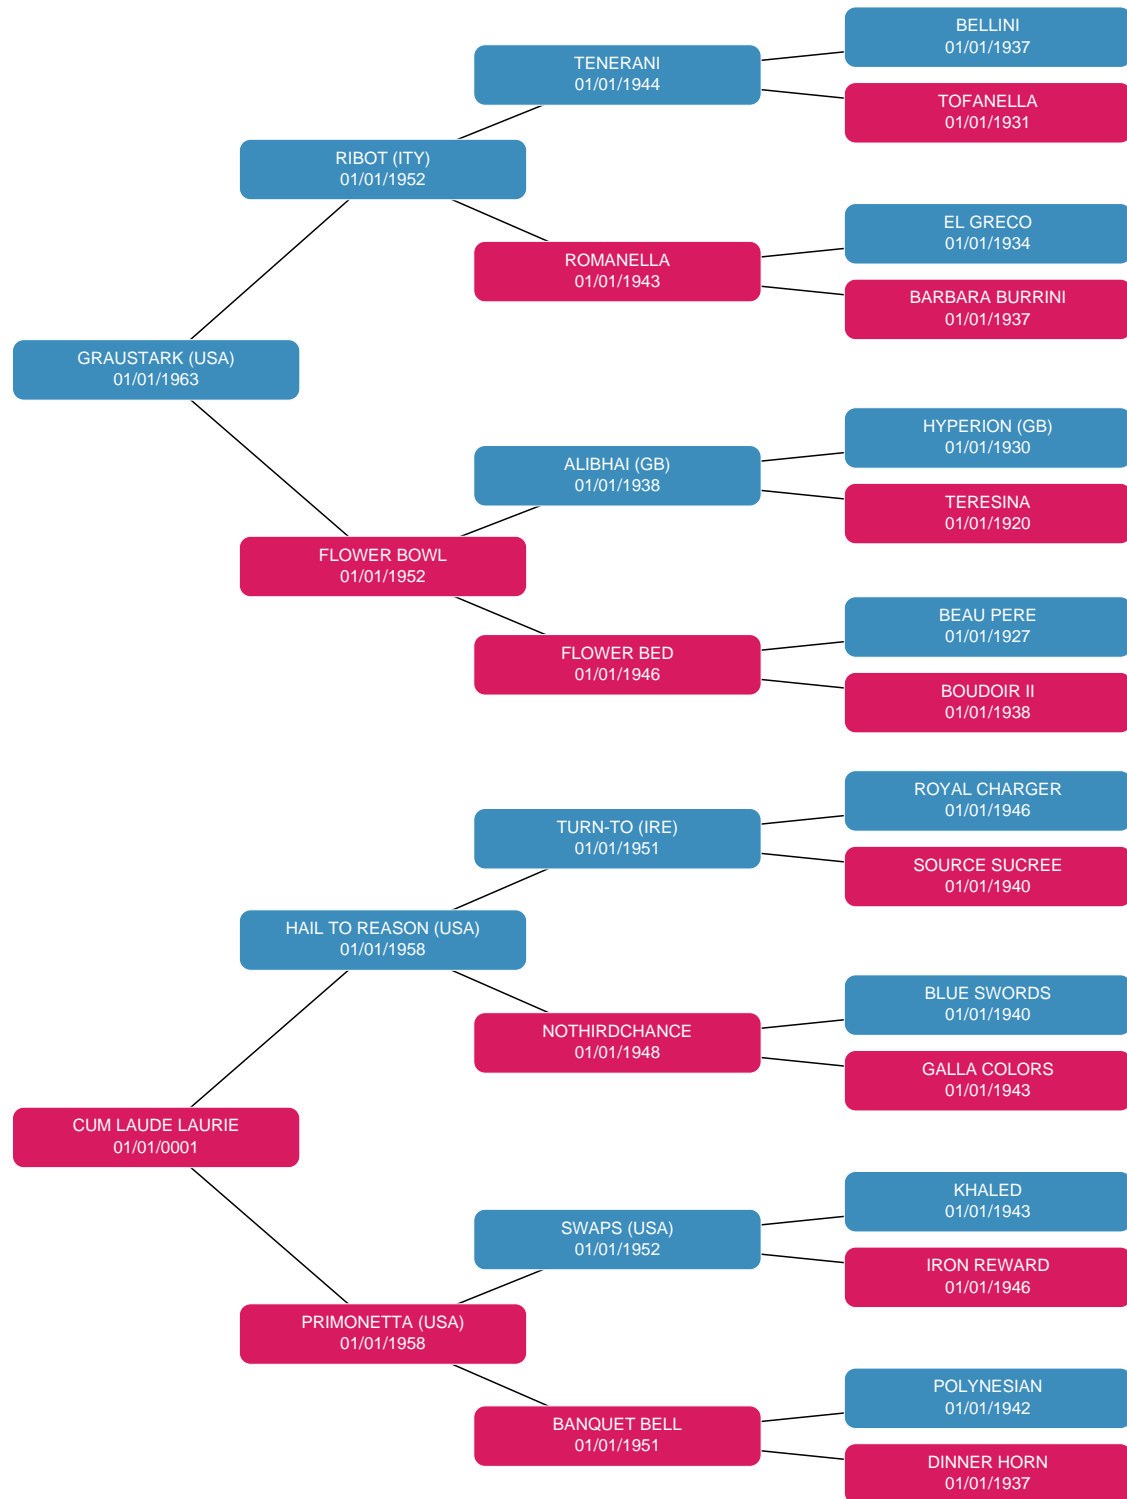 BELLINI
01/01/1937
TENERANI
01/01/1944
TOFANELLA
01/01/1931
RIBOT (ITY)
01/01/1952
EL GRECO
01/01/1934
ROMANELLA
01/01/1943
BARBARA BURRINI
01/01/1937
GRAUSTARK (USA)
01/01/1963
HYPERION (GB)
01/01/1930
ALIBHAI (GB)
01/01/1938
TERESINA
01/01/1920
FLOWER BOWL
01/01/1952
BEAU PERE
01/01/1927
FLOWER BED
01/01/1946
BOUDOIR II
01/01/1938
ROYAL CHARGER
01/01/1946
TURN-TO (IRE)
01/01/1951
SOURCE SUCREE
01/01/1940
HAIL TO REASON (USA)
01/01/1958
BLUE SWORDS
01/01/1940
NOTHIRDCHANCE
01/01/1948
GALLA COLORS
01/01/1943
CUM LAUDE LAURIE
01/01/0001
KHALED
01/01/1943
SWAPS (USA)
01/01/1952
IRON REWARD
01/01/1946
PRIMONETTA (USA)
01/01/1958
POLYNESIAN
01/01/1942
BANQUET BELL
01/01/1951
DINNER HORN
01/01/1937